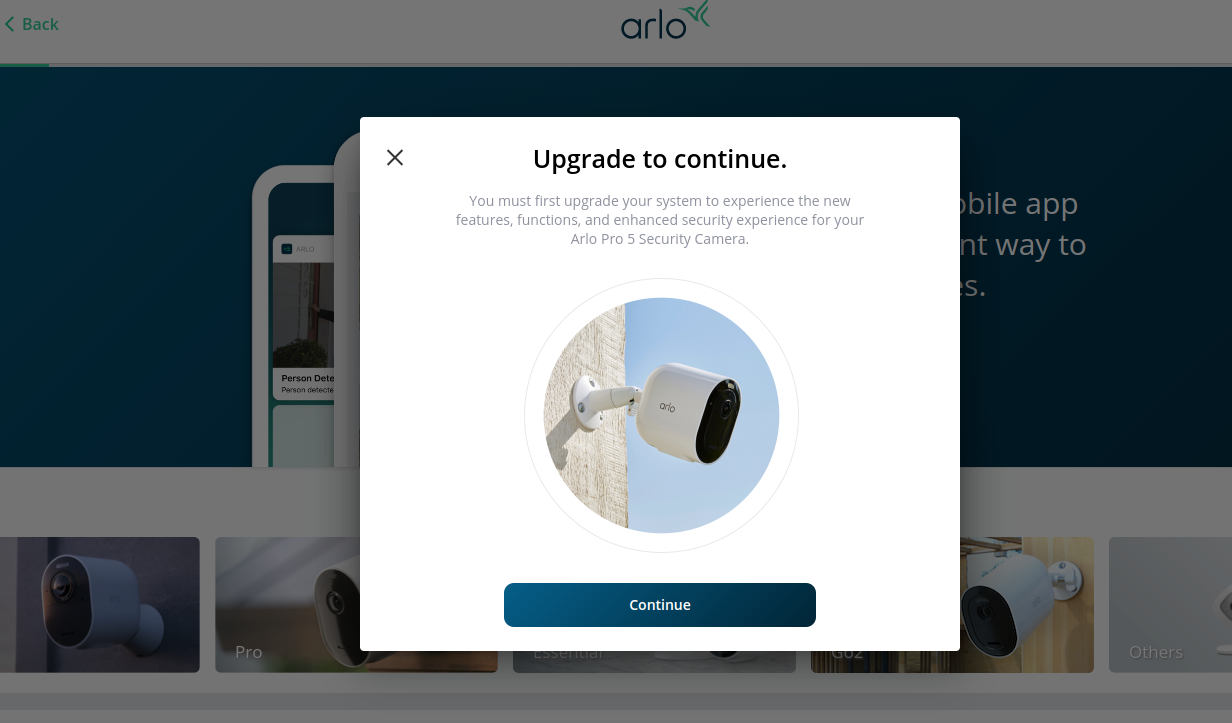 Back
arlo
Upgrade to continue.
You must first upgrade your system to experience the new
features, functions, and enhanced security experience for your
Arlo Pro 5 Security Camera.
obile app
nt way to
es.
ARLO
Person Dete
Person detecte
arlo
Continue
Pro
Essential
Go2
Others